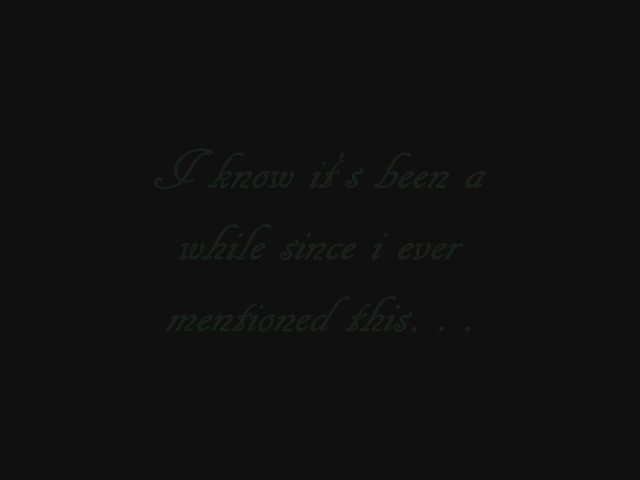 I know it's been a
while since i ever
mentioned this. . .